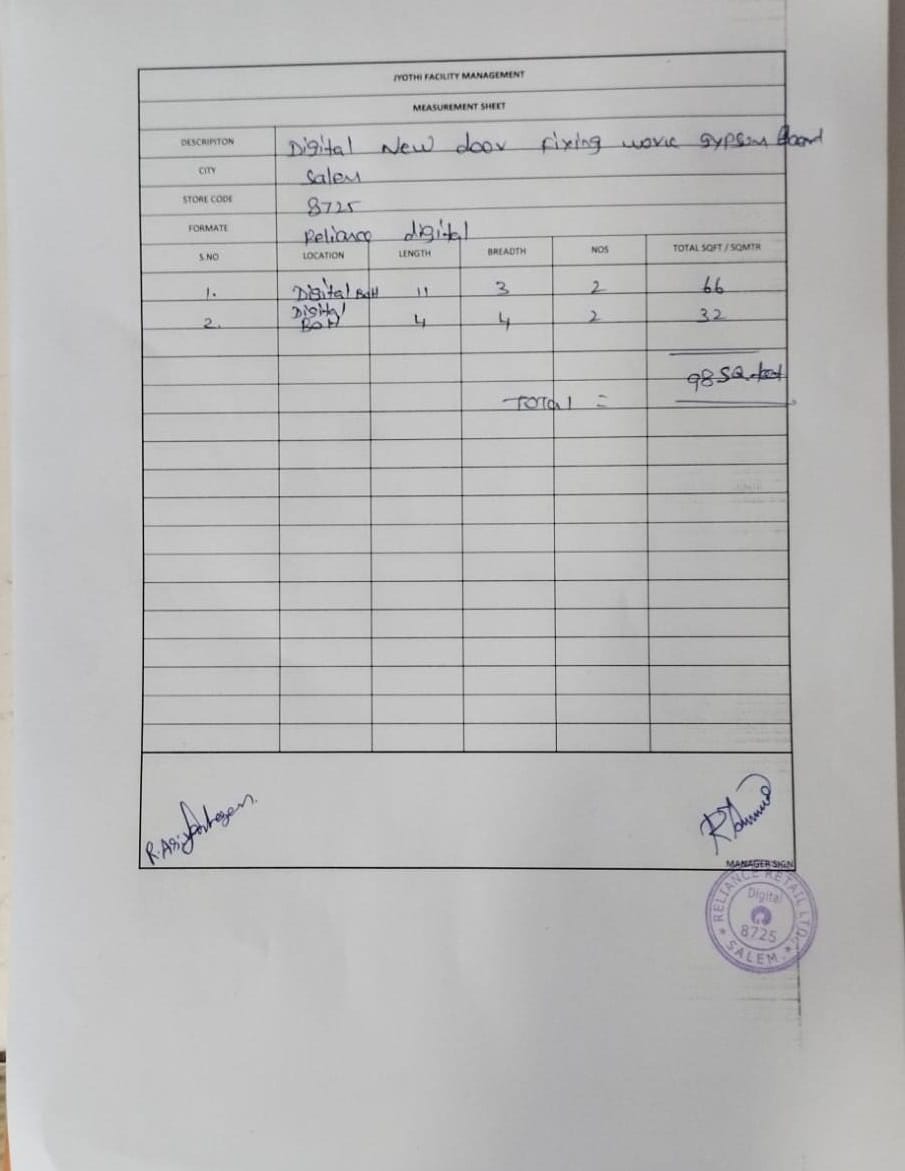 JYOTHI FACILITY MANAGEMENT
MEASUREMENT SHEET
DESCRIPITON Digital New door fixing work gypsum Board
CITY Salem
STORE CODE 8725
FORMATE Reliance digital
S.NO LOCATION LENGTH BREADTH NOS TOTAL SQFT / SQMTR
1. Digital BOH 11 3 2 66
2. Digital BOH 4 4 2 32
98 SQ.feet
TOTal =
MANAGER SIGN
RELIANCE RETAIL LTD.
Digital
8725
* SALEM. *